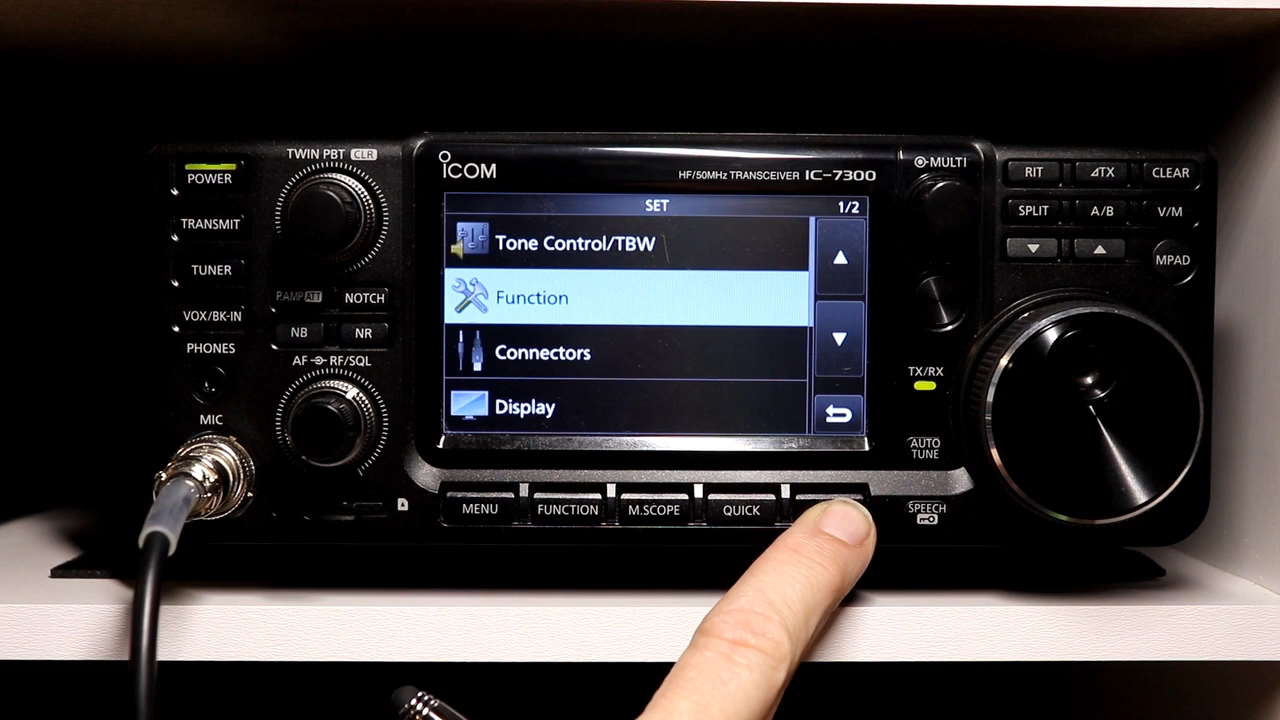 TWIN PBT CLR
POWER
TRANSMIT
TUNER
VOX/BK-IN
P.AMP ATT
NOTCH
NB
NR
PHONES
AF RF/SQL
MIC
ICOM
HF/50MHz TRANSCEIVER IC-7300
SET
1/2
Tone Control/TBW
Function
Connectors
Display
MENU
FUNCTION
M.SCOPE
QUICK
MULTI
TX/RX
AUTO
TUNE
SPEECH
RIT
⊿TX
CLEAR
SPLIT
A/B
V/M
MPAD